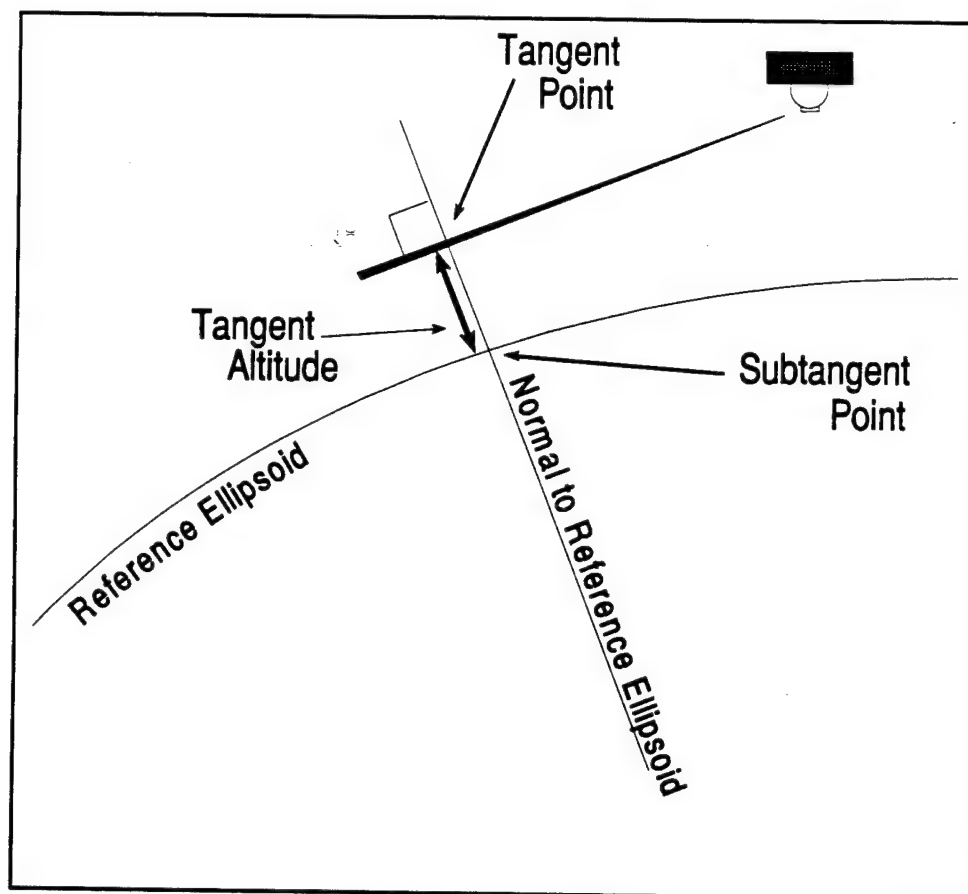 Tangent
Point
Tangent
Altitude
Subtangent
Point
Reference Ellipsoid
Normal to Reference Ellipsoid